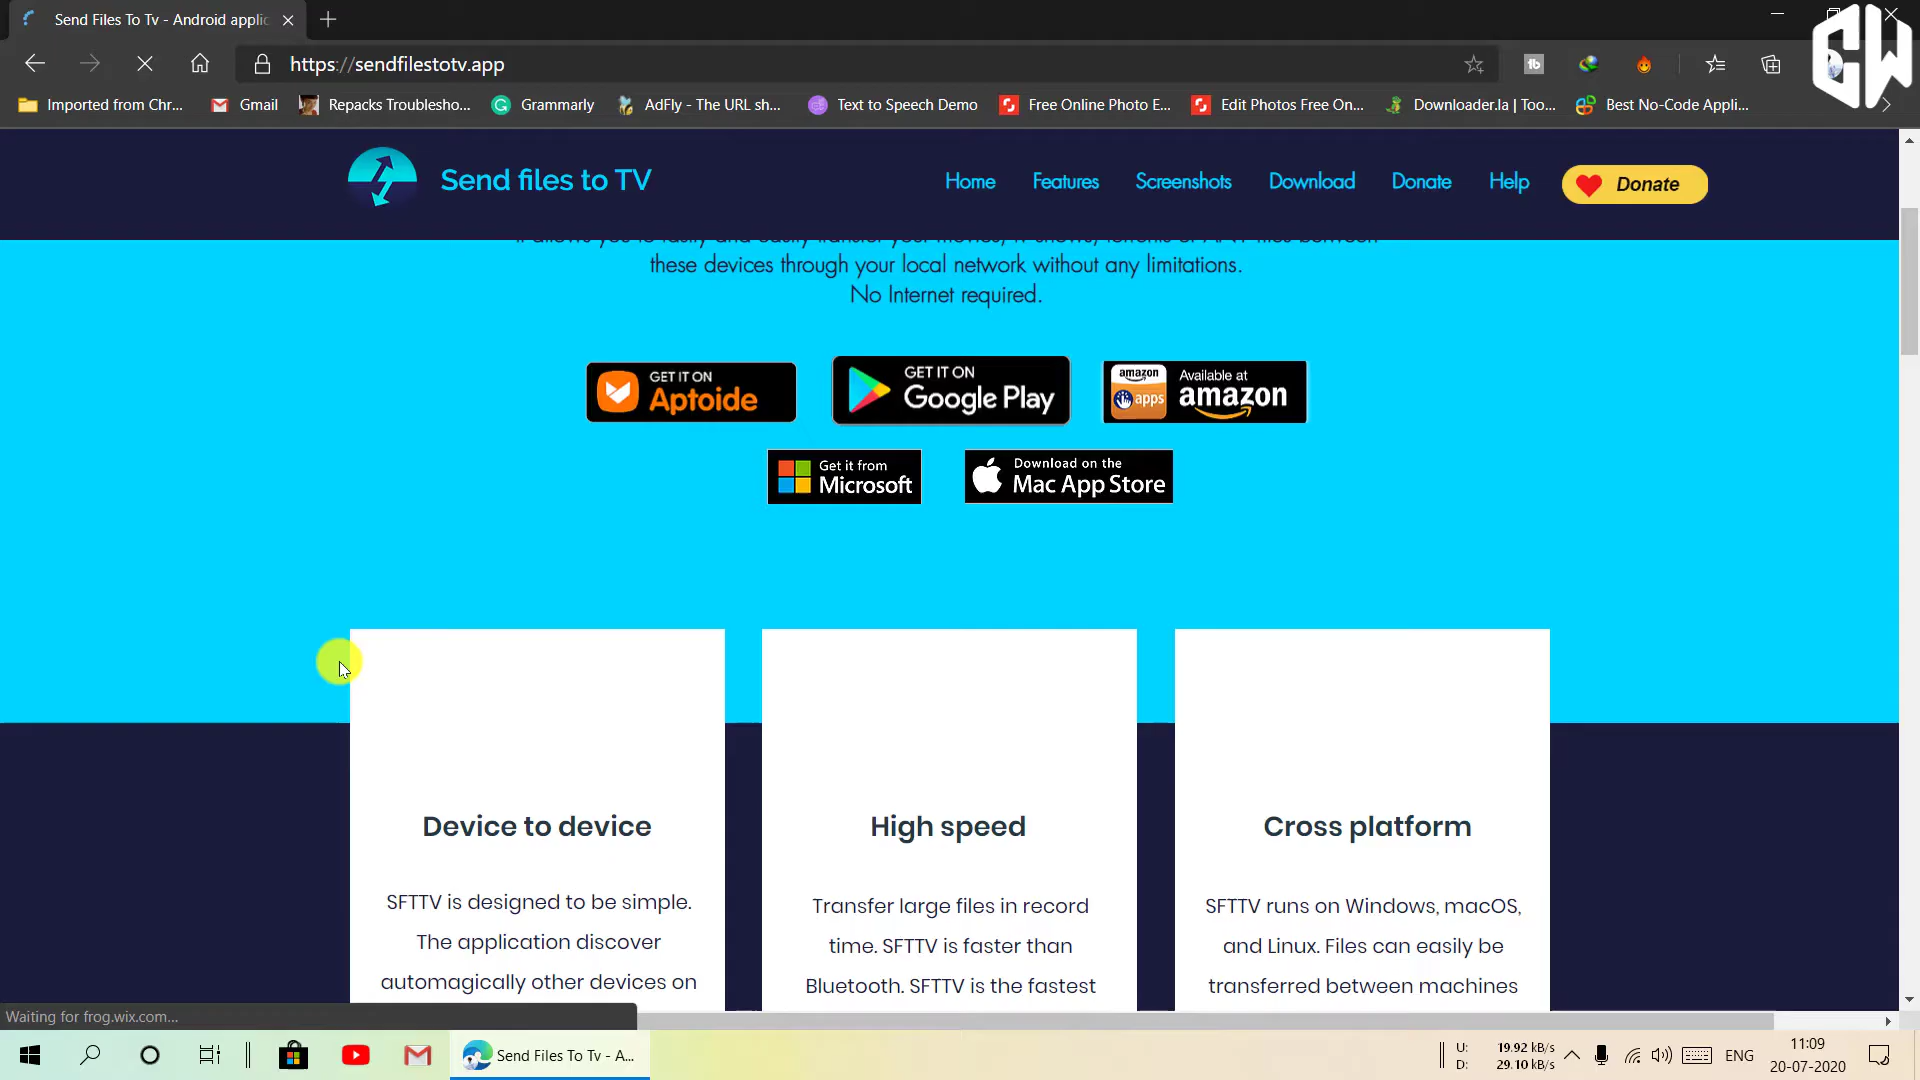 Send Files To Tv - Android applic
https://sendfilestotv.app
Imported from Chr...
Gmail
Repacks Troublesho...
Grammarly
AdFly - The URL sh...
Text to Speech Demo
Free Online Photo E...
Edit Photos Free On...
Downloader.la | Too...
Best No-Code Appli...
Send files to TV
Home
Features
Screenshots
Download
Donate
Help
Donate
these devices through your local network without any limitations.
No Internet required.
GET IT ON
Aptoide
GET IT ON
Google Play
amazon
apps
Available at
amazon
Get it from
Microsoft
Download on the
Mac App Store
Device to device
SFTTV is designed to be simple.
The application discover
automagically other devices on
High speed
Transfer large files in record
time. SFTTV is faster than
Bluetooth. SFTTV is the fastest
Cross platform
SFTTV runs on Windows, macOS,
and Linux. Files can easily be
transferred between machines
Waiting for frog.wix.com...
Send Files To Tv - A...
U: 19.92 kB/s
D: 29.10 kB/s
ENG
11:09
20-07-2020